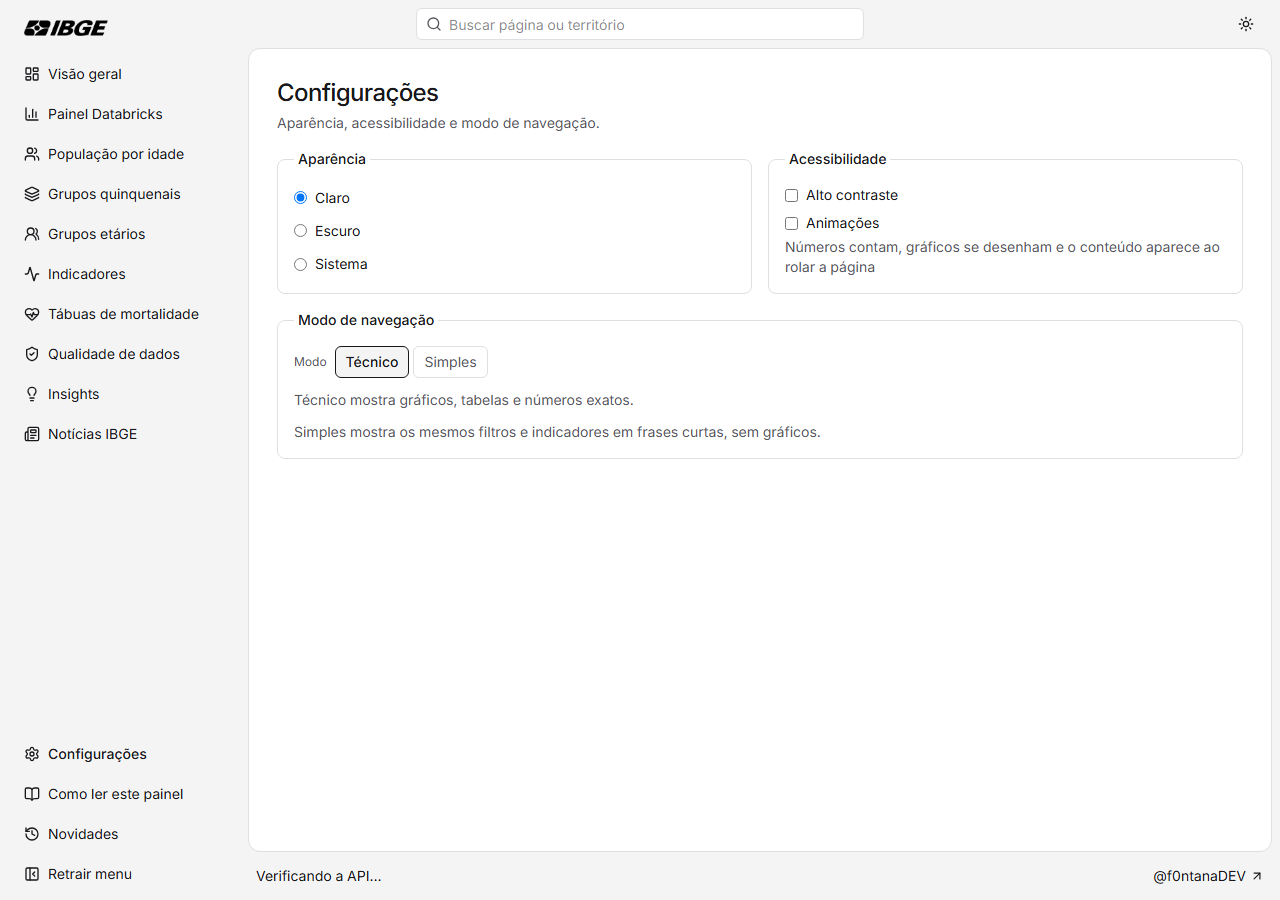 IBGE
Buscar página ou território
Visão geral
Painel Databricks
População por idade
Grupos quinquenais
Grupos etários
Indicadores
Tábuas de mortalidade
Qualidade de dados
Insights
Notícias IBGE
Configurações
Como ler este painel
Novidades
Retrair menu
Configurações
Aparência, acessibilidade e modo de navegação.
Aparência
Claro
Escuro
Sistema
Acessibilidade
Alto contraste
Animações
Números contam, gráficos se desenham e o conteúdo aparece ao
rolar a página
Modo de navegação
Modo Técnico Simples
Técnico mostra gráficos, tabelas e números exatos.
Simples mostra os mesmos filtros e indicadores em frases curtas, sem gráficos.
Verificando a API...
@f0ntanaDEV